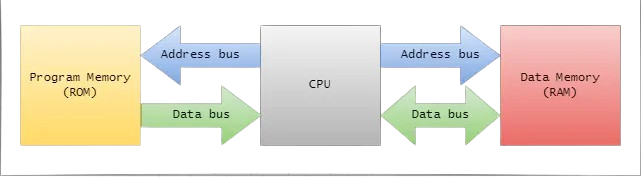 Address bus
Address bus
Program Memory
(ROM)
CPU
Data Memory
(RAM)
Data bus
Data bus